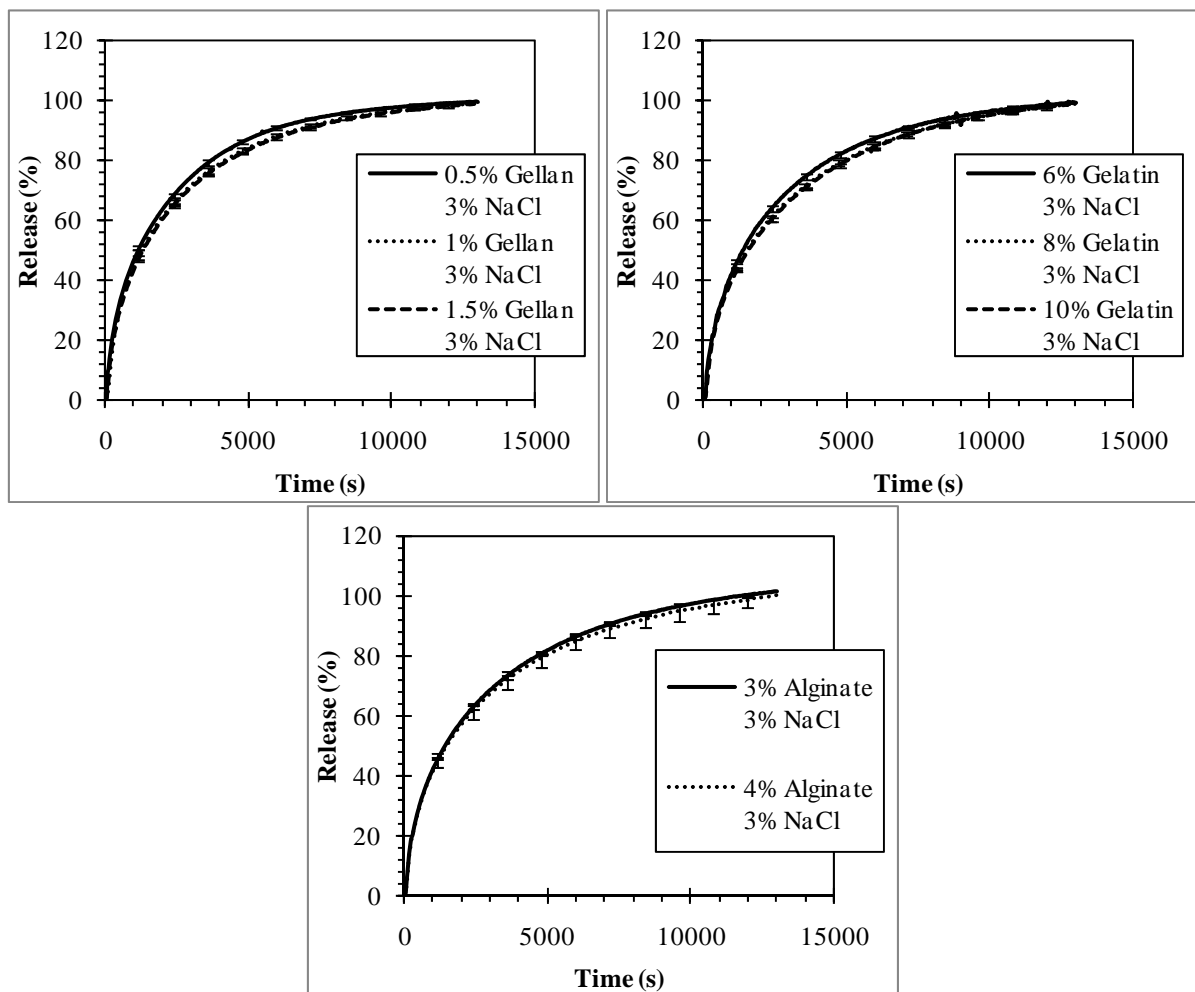 120
100
80
60
40
20
0
Release (%)
0.5% Gellan
3% NaCl
1% Gellan
3% NaCl
1.5% Gellan
3% NaCl
0 5000 10000 15000
Time (s)
120
100
80
60
40
20
0
Release (%)
6% Gelatin
3% NaCl
8% Gelatin
3% NaCl
10% Gelatin
3% NaCl
0 5000 10000 15000
Time (s)
120
100
80
60
40
20
0
Release (%)
3% Alginate
3% NaCl
4% Alginate
3% NaCl
0 5000 10000 15000
Time (s)